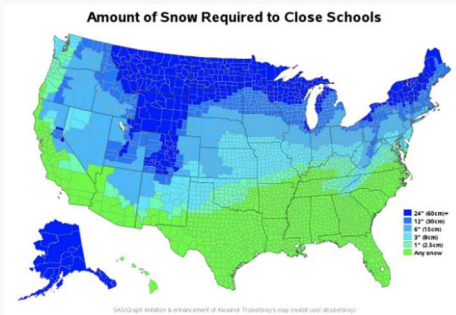 Amount of Snow Required to Close Schools
24" (60cm)+
12" (30cm)
6" (15cm)
3" (8cm)
1" (2.5cm)
Any snow
SAS/Graph imitation & enhancement of Alexandr Trubetskoy's map (reddit user atrubetskoy)